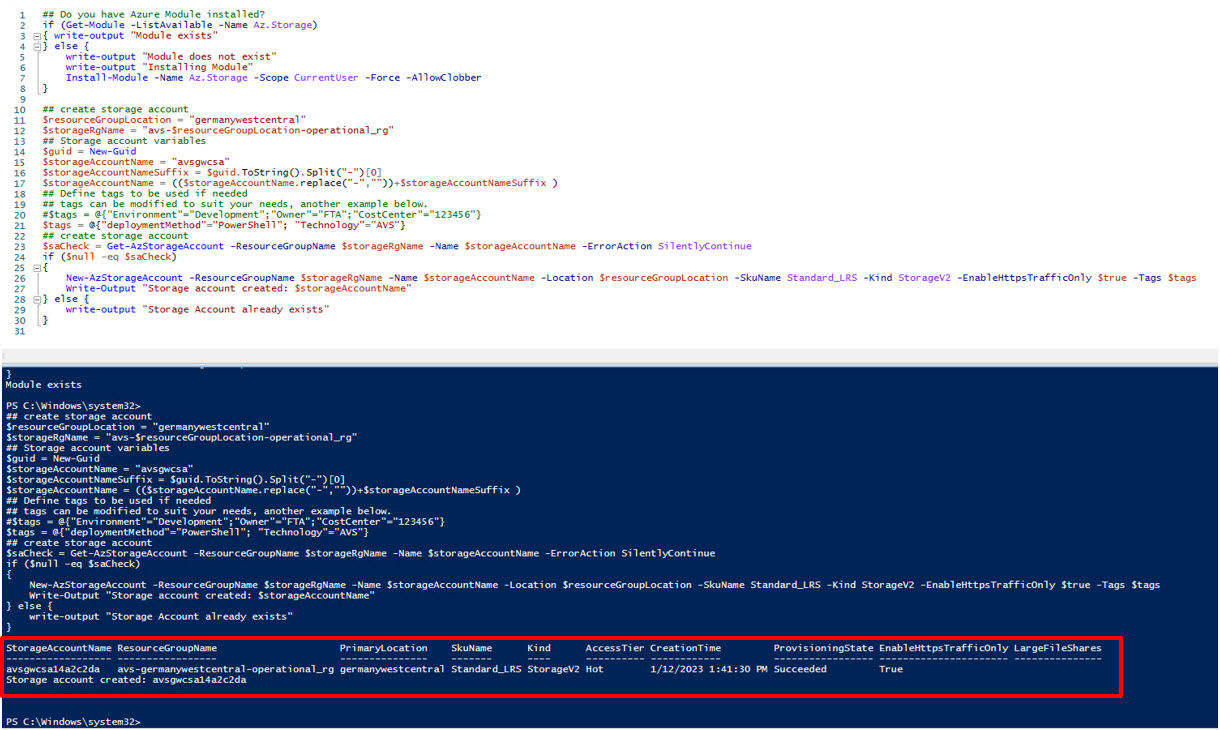 1 ## Do you have Azure Module installed?
2 if (Get-Module -ListAvailable -Name Az.Storage)
3 { write-output "Module exists"
4 } else {
5 write-output "Module does not exist"
6 write-output "Installing Module"
7 Install-Module -Name Az.Storage -Scope CurrentUser -Force -AllowClobber
8 }
9
10 ## create storage account
11 $resourceGroupLocation = "germanywestcentral"
12 $storageRgName = "avs-$resourceGroupLocation-operational_rg"
13 ## Storage account variables
14 $guid = New-Guid
15 $storageAccountName = "avsgwcsa"
16 $storageAccountNameSuffix = $guid.ToString().Split("-")[0]
17 $storageAccountName = (($storageAccountName.replace("-",""))+$storageAccountNameSuffix )
18 ## Define tags to be used if needed
19 ## tags can be modified to suit your needs, another example below.
20 #$tags = @{"Environment"="Development";"Owner"="FTA";"CostCenter"="123456"}
21 $tags = @{"deploymentMethod"="PowerShell"; "Technology"="AVS"}
22 ## create storage account
23 $saCheck = Get-AzStorageAccount -ResourceGroupName $storageRgName -Name $storageAccountName -ErrorAction SilentlyContinue
24 if ($null -eq $saCheck)
25 {
26 New-AzStorageAccount -ResourceGroupName $storageRgName -Name $storageAccountName -Location $resourceGroupLocation -SkuName Standard_LRS -Kind StorageV2 -EnableHttpsTrafficOnly $true -Tags $tags
27 Write-Output "Storage account created: $storageAccountName"
28 } else {
29 write-output "Storage Account already exists"
30 }
31
}
Module exists
PS C:\Windows\system32>
## create storage account
$resourceGroupLocation = "germanywestcentral"
$storageRgName = "avs-$resourceGroupLocation-operational_rg"
## Storage account variables
$guid = New-Guid
$storageAccountName = "avsgwcsa"
$storageAccountNameSuffix = $guid.ToString().Split("-")[0]
$storageAccountName = (($storageAccountName.replace("-",""))+$storageAccountNameSuffix )
## Define tags to be used if needed
## tags can be modified to suit your needs, another example below.
#$tags = @{"Environment"="Development";"Owner"="FTA";"CostCenter"="123456"}
$tags = @{"deploymentMethod"="PowerShell"; "Technology"="AVS"}
## create storage account
$saCheck = Get-AzStorageAccount -ResourceGroupName $storageRgName -Name $storageAccountName -ErrorAction SilentlyContinue
if ($null -eq $saCheck)
{
New-AzStorageAccount -ResourceGroupName $storageRgName -Name $storageAccountName -Location $resourceGroupLocation -SkuName Standard_LRS -Kind StorageV2 -EnableHttpsTrafficOnly $true -Tags $tags
Write-Output "Storage account created: $storageAccountName"
} else {
write-output "Storage Account already exists"
}
StorageAccountName ResourceGroupName PrimaryLocation SkuName Kind AccessTier CreationTime ProvisioningState EnableHttpsTrafficOnly LargeFileShares
------------------ ----------------- --------------- ------- ---- ---------- ------------ ----------------- ---------------------- ---------------
avsgwcsa14a2c2da avs-germanywestcentral-operational_rg germanywestcentral Standard_LRS StorageV2 Hot 1/12/2023 1:41:30 PM Succeeded True
Storage account created: avsgwcsa14a2c2da
PS C:\Windows\system32>